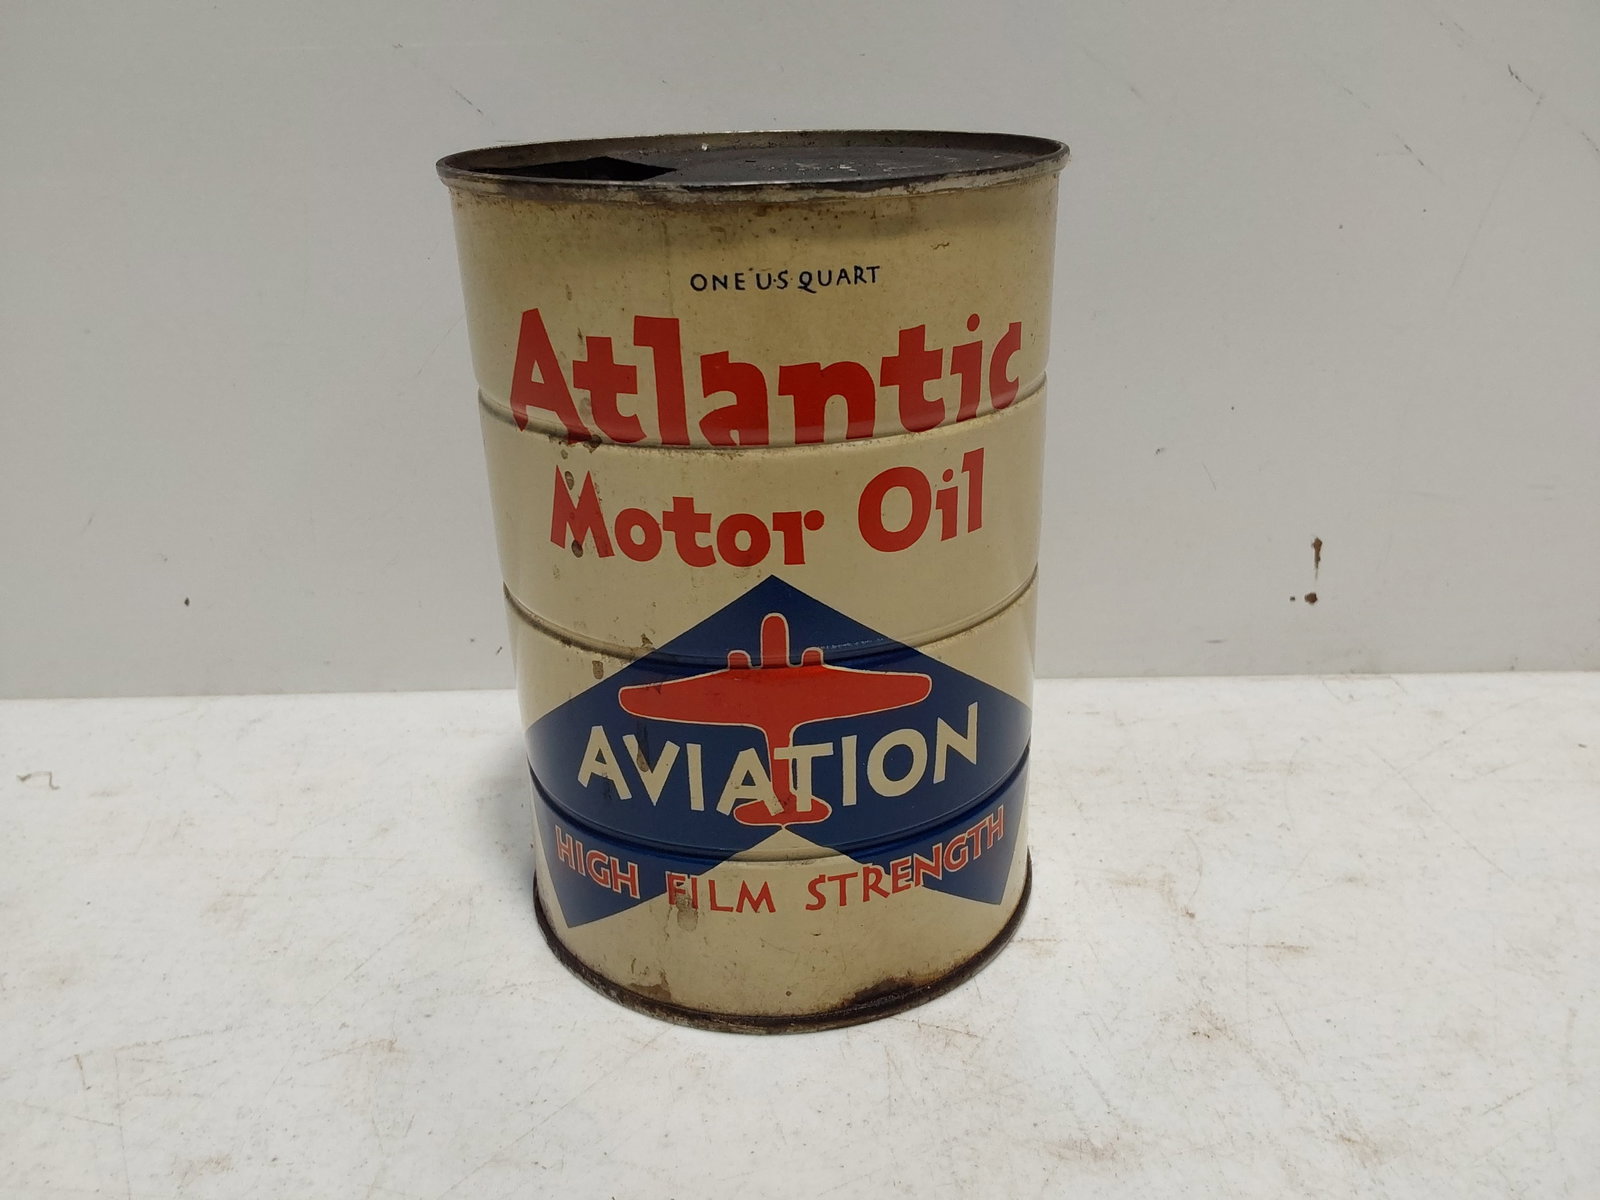 ONE U·S QUART
Atlantic
Motor Oil
AVIATION
HIGH FILM STRENGTH